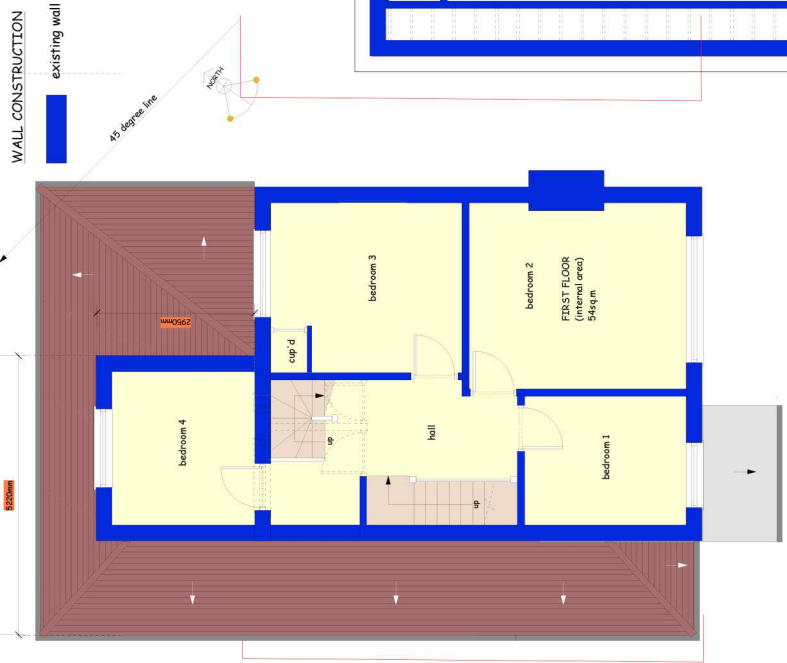 WALL CONSTRUCTION
existing wall
45 degree line
NORTH
2950mm
5220mm
bedroom 3
cup'd
bedroom 2
FIRST FLOOR
(internal area)
54sq.m
bedroom 4
up
hall
up
bedroom 1